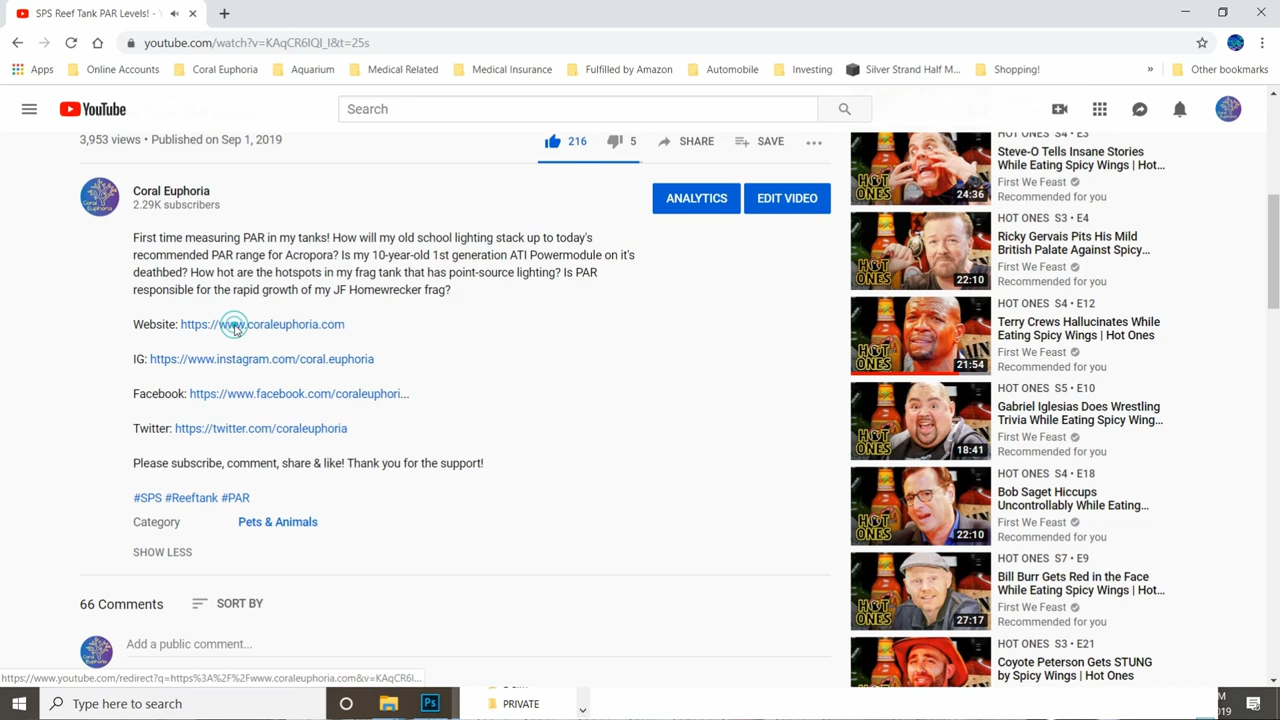 SPS Reef Tank PAR Levels! -
youtube.com/watch?v=KAqCR6IQI_I&t=25s
Apps Online Accounts Coral Euphoria Aquarium Medical Related Medical Insurance Fulfilled by Amazon Automobile Investing Silver Strand Half M... Shopping! » Other bookmarks
YouTube
Search
3,953 views • Published on Sep 1, 2019
216 5 SHARE SAVE
Coral Euphoria
2.29K subscribers
ANALYTICS EDIT VIDEO
First time measuring PAR in my tanks! How will my old school lighting stack up to today's
recommended PAR range for Acropora? Is my 10-year-old 1st generation ATI Powermodule on it's
deathbed? How hot are the hotspots in my frag tank that has point-source lighting? Is PAR
responsible for the rapid growth of my JF Homewrecker frag?
Website: https://www.coraleuphoria.com
IG: https://www.instagram.com/coral.euphoria
Facebook: https://www.facebook.com/coraleuphori...
Twitter: https://twitter.com/coraleuphoria
Please subscribe, comment, share & like! Thank you for the support!
#SPS #Reeftank #PAR
Category Pets & Animals
SHOW LESS
66 Comments SORT BY
Add a public comment...
HOT ONES S4 • E3
Steve-O Tells Insane Stories
While Eating Spicy Wings | Hot...
First We Feast
Recommended for you
HOT ONES
24:36
HOT ONES S3 • E4
Ricky Gervais Pits His Mild
British Palate Against Spicy...
First We Feast
Recommended for you
HOT ONES
22:10
HOT ONES S4 • E12
Terry Crews Hallucinates While
Eating Spicy Wings | Hot Ones
First We Feast
Recommended for you
HOT ONES
21:54
HOT ONES S5 • E10
Gabriel Iglesias Does Wrestling
Trivia While Eating Spicy Wing...
First We Feast
Recommended for you
HOT ONES
18:41
HOT ONES S4 • E18
Bob Saget Hiccups
Uncontrollably While Eating...
First We Feast
Recommended for you
HOT ONES
22:10
HOT ONES S7 • E9
Bill Burr Gets Red in the Face
While Eating Spicy Wings | Hot...
First We Feast
Recommended for you
HOT ONES
27:17
HOT ONES S3 • E21
Coyote Peterson Gets STUNG
by Spicy Wings | Hot Ones
https://www.youtube.com/redirect?q=https%3A%2F%2Fwww.coraleuphoria.com&v=KAqCR6I...
Type here to search
Ps
PRIVATE
M
019